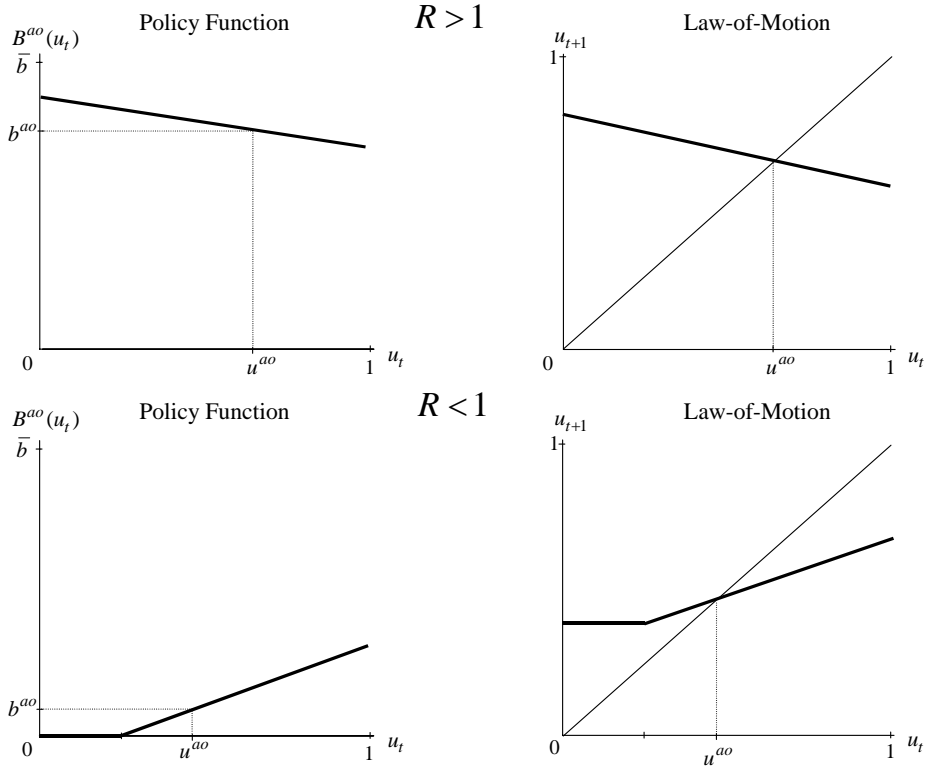 R > 1
Policy Function
Law-of-Motion
B^{ao}(u_t)
b̄
b^{ao}
0
u^{ao}
1
u_t
u_{t+1}
1
0
u^{ao}
1
u_t
R < 1
Policy Function
Law-of-Motion
B^{ao}(u_t)
b̄
b^{ao}
0
u^{ao}
1
u_t
u_{t+1}
1
0
u^{ao}
1
u_t